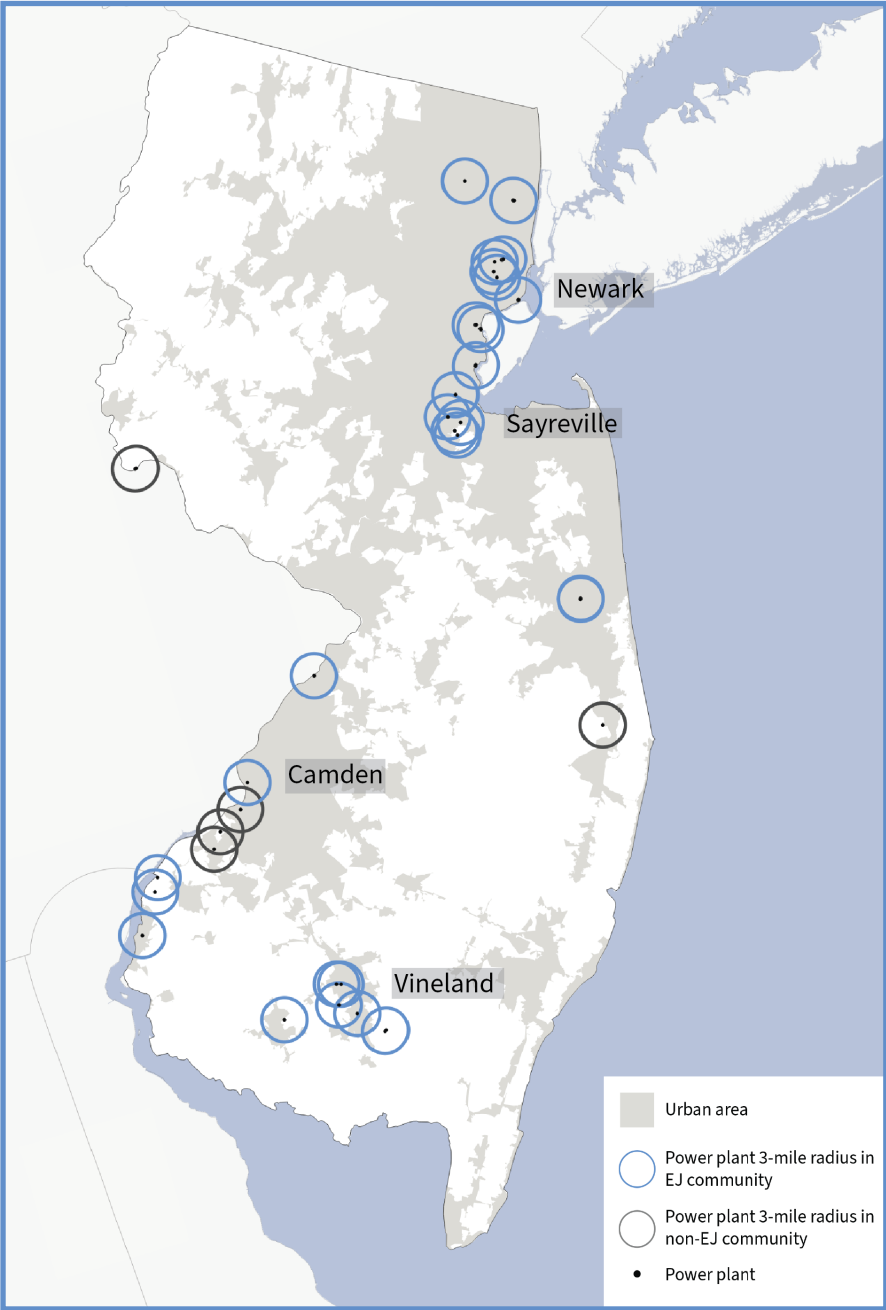 Newark
Sayreville
Camden
Vineland
Urban area
Power plant 3-mile radius in
EJ community
Power plant 3-mile radius in
non-EJ community
Power plant